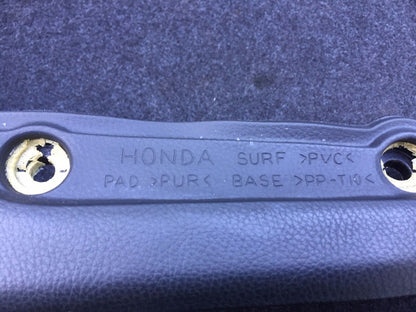 HONDA SURF >PVC<
PAD >PUR< BASE >PP-T10<